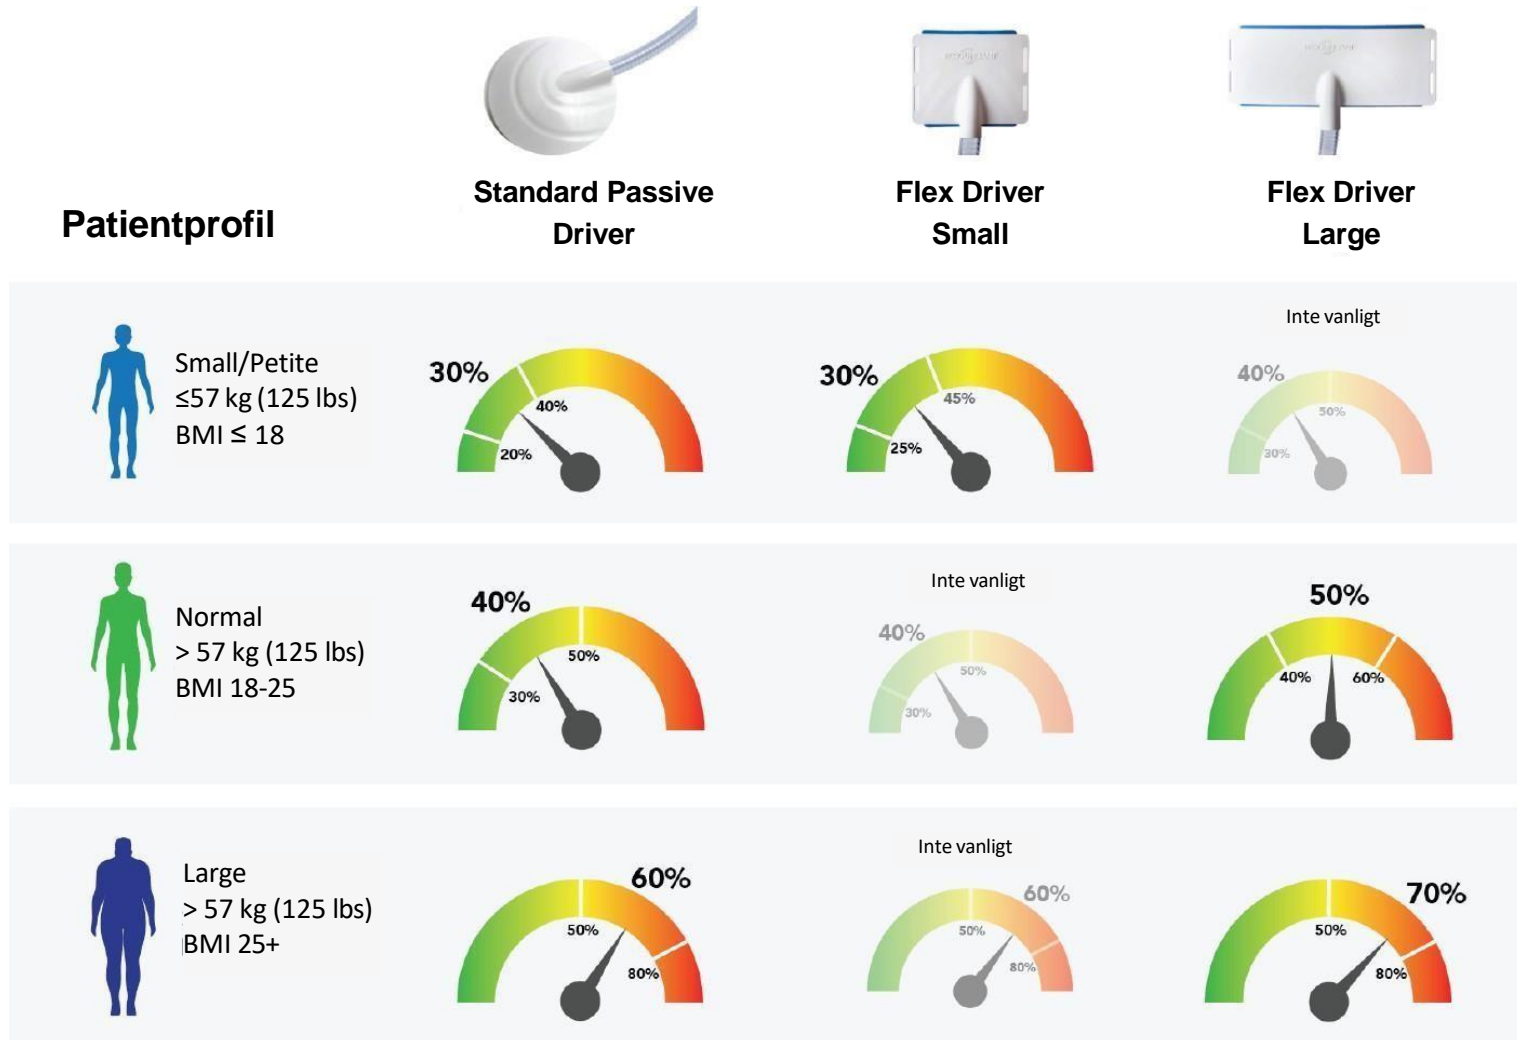 Standard Passive
Driver
Flex Driver
Small
Flex Driver
Large
Patientprofil
Small/Petite
≤57 kg (125 lbs)
BMI ≤ 18
30%
40%
20%
30%
45%
25%
Inte vanligt
40%
50%
30%
Normal
> 57 kg (125 lbs)
BMI 18-25
40%
50%
30%
Inte vanligt
40%
50%
30%
50%
40%
60%
Large
> 57 kg (125 lbs)
BMI 25+
60%
50%
80%
Inte vanligt
60%
50%
80%
70%
50%
80%